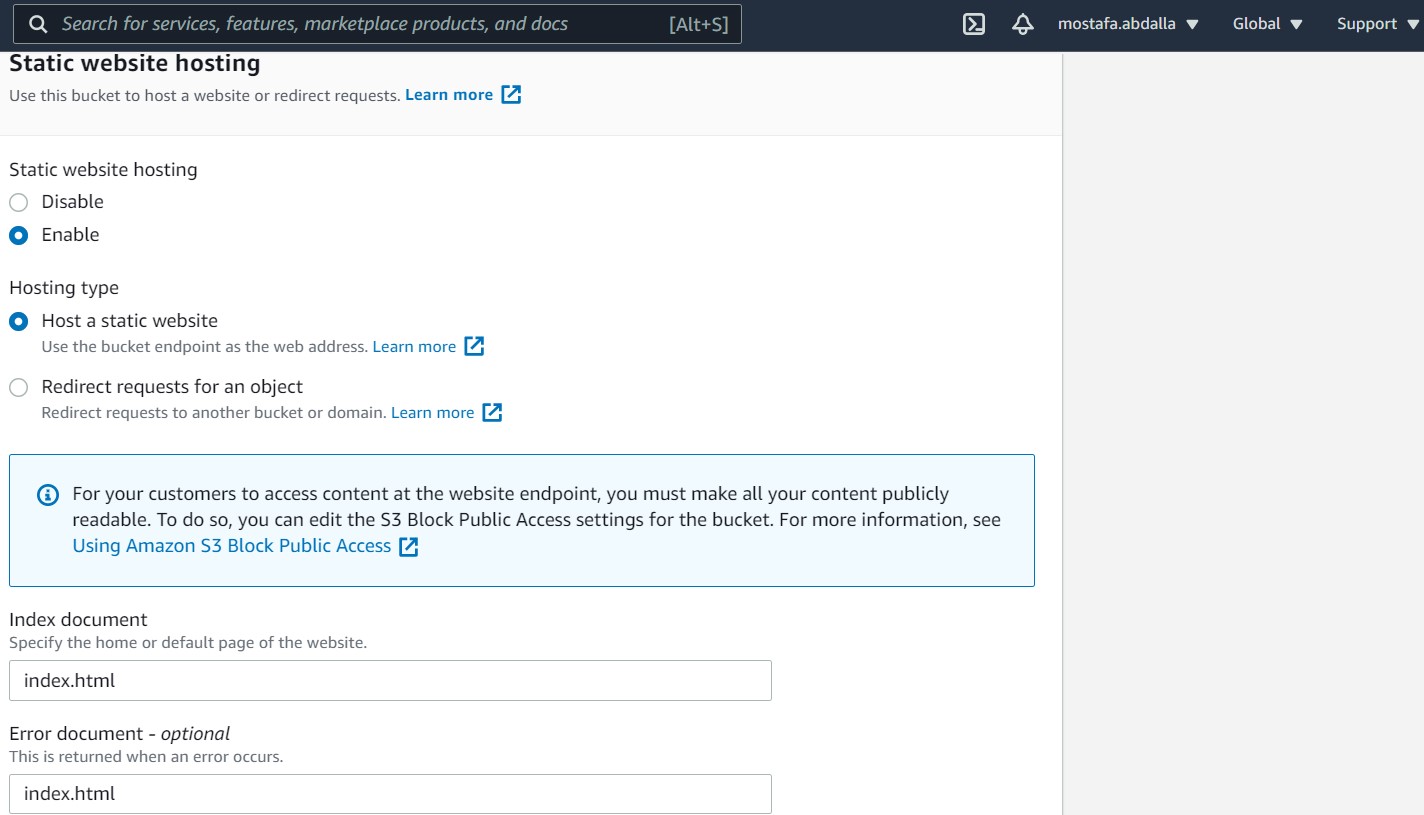 Search for services, features, marketplace products, and docs [Alt+S] mostafa.abdalla Global Support
Static website hosting
Use this bucket to host a website or redirect requests. Learn more
Static website hosting
Disable
Enable
Hosting type
Host a static website
Use the bucket endpoint as the web address. Learn more
Redirect requests for an object
Redirect requests to another bucket or domain. Learn more
For your customers to access content at the website endpoint, you must make all your content publicly
readable. To do so, you can edit the S3 Block Public Access settings for the bucket. For more information, see
Using Amazon S3 Block Public Access
Index document
Specify the home or default page of the website.
index.html
Error document - optional
This is returned when an error occurs.
index.html